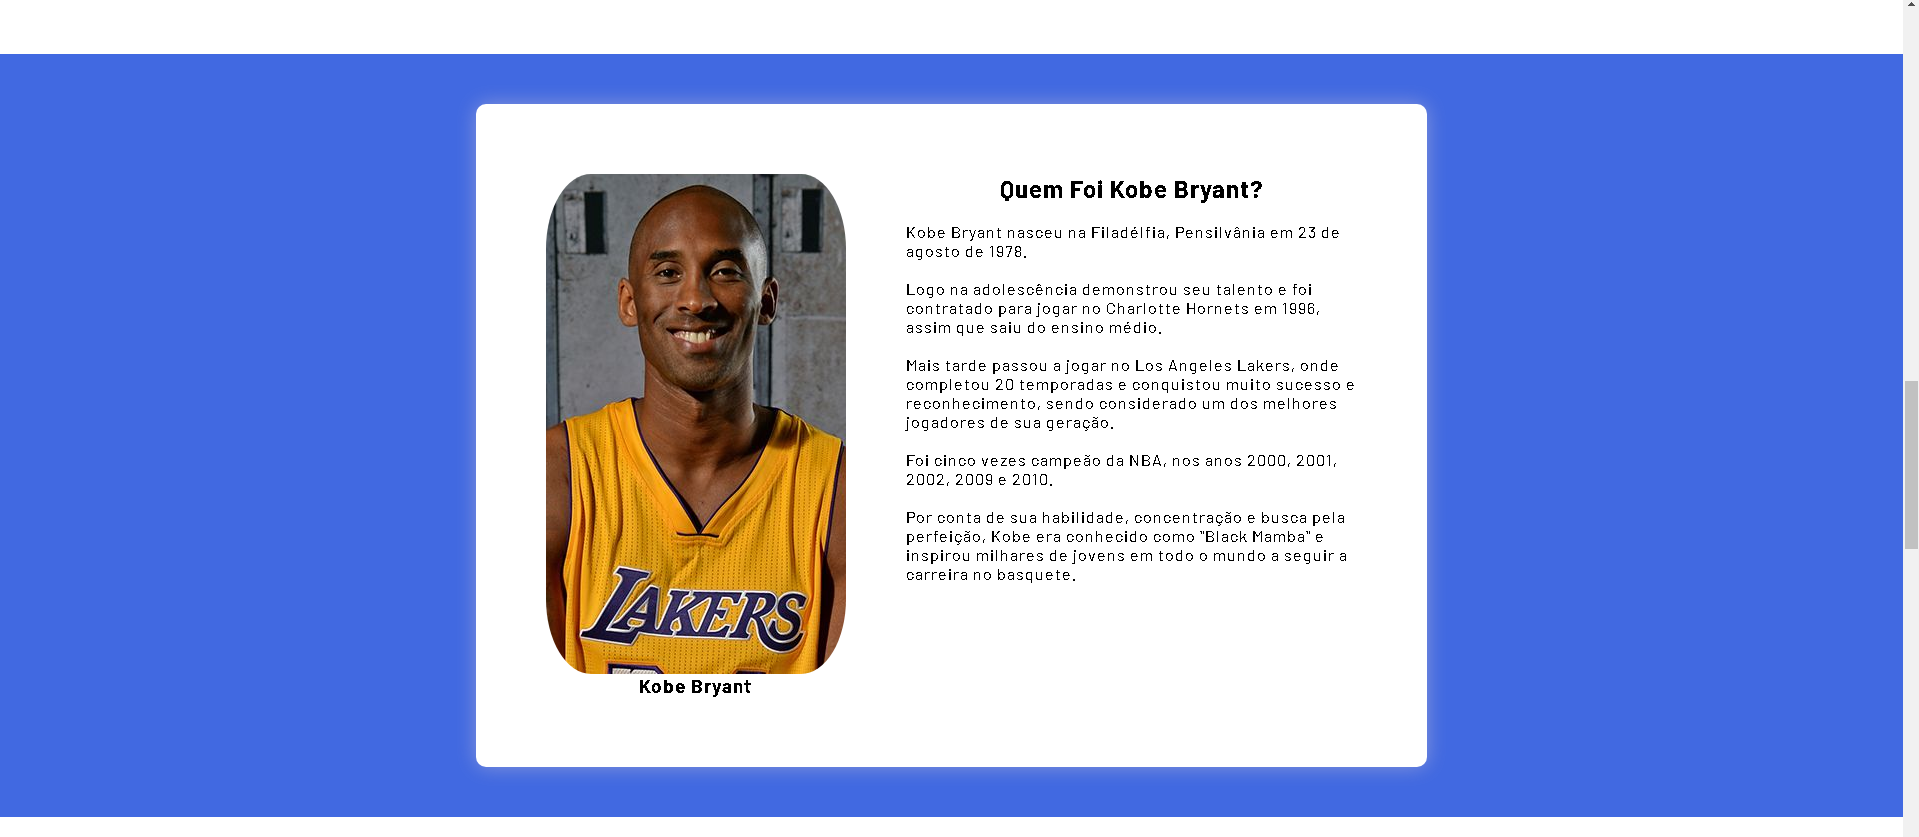 Quem Foi Kobe Bryant?
Kobe Bryant nasceu na Filadélfia, Pensilvânia em 23 de
agosto de 1978.
Logo na adolescência demonstrou seu talento e foi
contratado para jogar no Charlotte Hornets em 1996,
assim que saiu do ensino médio.
Mais tarde passou a jogar no Los Angeles Lakers, onde
completou 20 temporadas e conquistou muito sucesso e
reconhecimento, sendo considerado um dos melhores
jogadores de sua geração.
Foi cinco vezes campeão da NBA, nos anos 2000, 2001,
2002, 2009 e 2010.
Por conta de sua habilidade, concentração e busca pela
perfeição, Kobe era conhecido como "Black Mamba" e
inspirou milhares de jovens em todo o mundo a seguir a
carreira no basquete.
LAKERS
Kobe Bryant